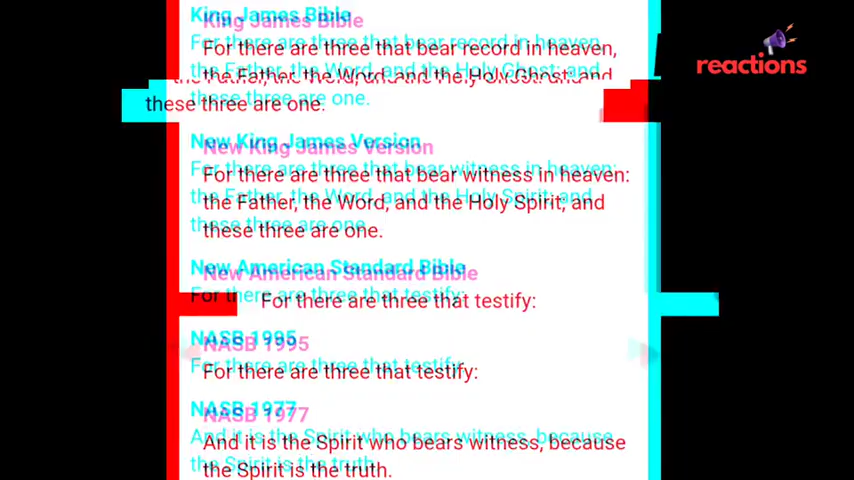 King James Bible
For there are three that bear record in heaven,
the Father, the Word, and the Holy Ghost: and
these three are one.
reactions
New King James Version
For there are three that bear witness in heaven:
the Father, the Word, and the Holy Spirit; and
these three are one.
New American Standard Bible
For there are three that testify:
NASB 1995
For there are three that testify:
NASB 1977
And it is the Spirit who bears witness, because
the Spirit is the truth.